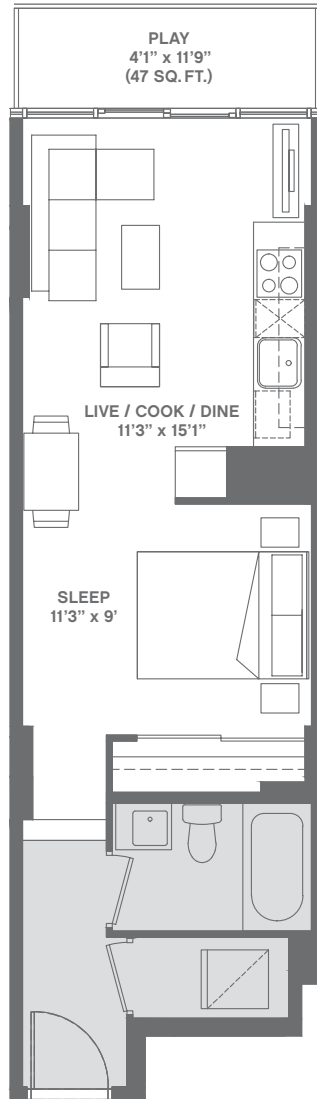 PLAY
4'1" x 11'9"
(47 SQ. FT.)
LIVE / COOK / DINE
11'3" x 15'1"
SLEEP
11'3" x 9'